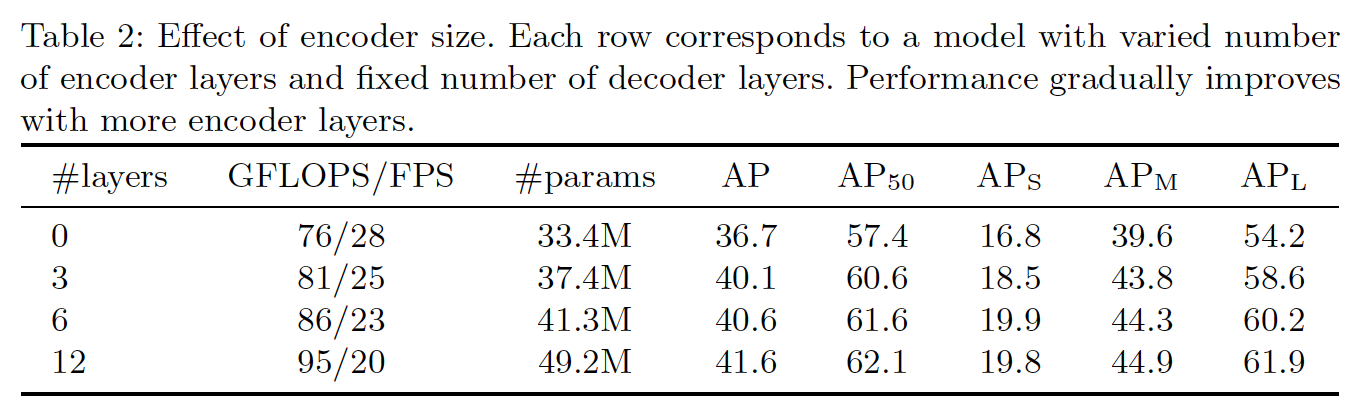 Table 2: Effect of encoder size. Each row corresponds to a model with varied number
of encoder layers and fixed number of decoder layers. Performance gradually improves
with more encoder layers.
#layers GFLOPS/FPS #params AP AP50 APS APM APL
0 76/28 33.4M 36.7 57.4 16.8 39.6 54.2
3 81/25 37.4M 40.1 60.6 18.5 43.8 58.6
6 86/23 41.3M 40.6 61.6 19.9 44.3 60.2
12 95/20 49.2M 41.6 62.1 19.8 44.9 61.9